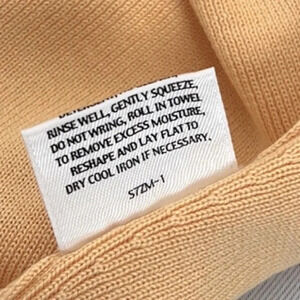 RINSE WELL, GENTLY SQUEEZE,
DO NOT WRING, ROLL IN TOWEL
TO REMOVE EXCESS MOISTURE,
RESHAPE AND LAY FLAT TO
DRY COOL IRON IF NECESSARY.
S7ZM-1